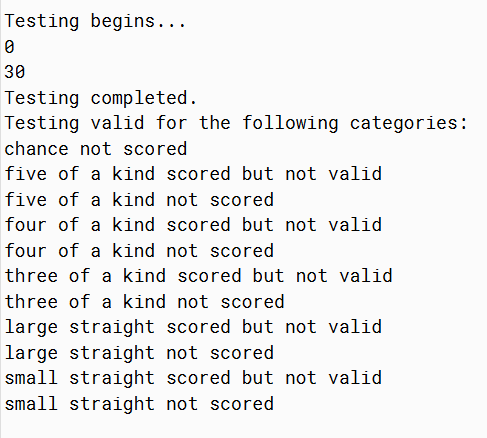 Testing begins...
0
30
Testing completed.
Testing valid for the following categories:
chance not scored
five of a kind scored but not valid
five of a kind not scored
four of a kind scored but not valid
four of a kind not scored
three of a kind scored but not valid
three of a kind not scored
large straight scored but not valid
large straight not scored
small straight scored but not valid
small straight not scored